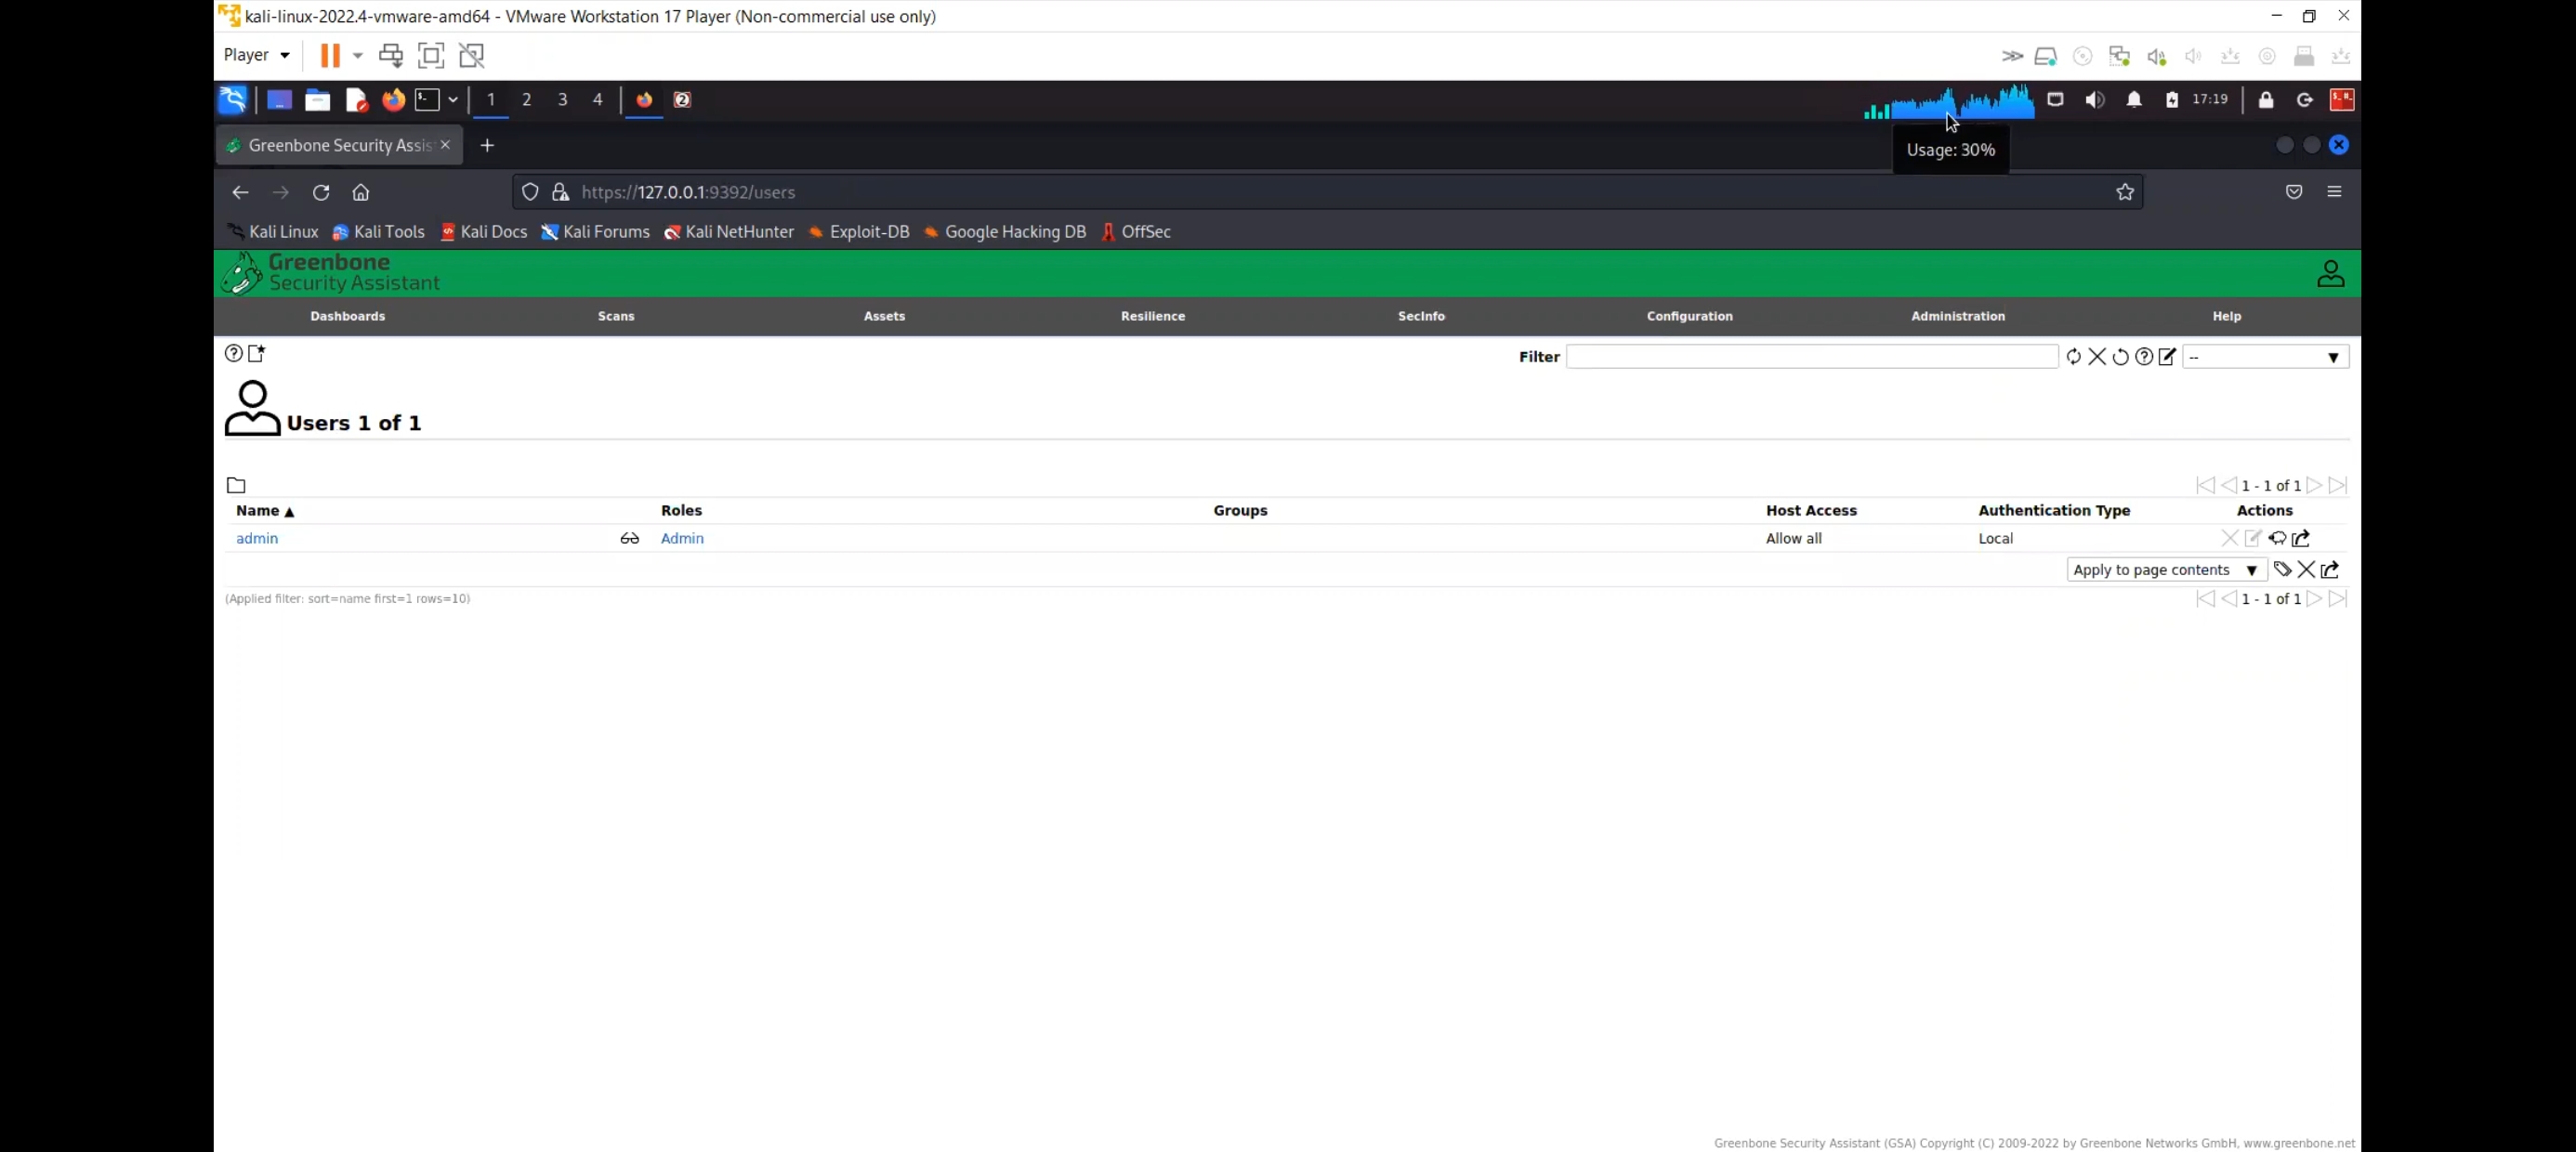 kali-linux-2022.4-vmware-amd64 - VMware Workstation 17 Player (Non-commercial use only)
Player
1 2 3 4
17:19
Greenbone Security Assis
Usage: 30%
https://127.0.0.1:9392/users
Kali Linux Kali Tools Kali Docs Kali Forums Kali NetHunter Exploit-DB Google Hacking DB OffSec
Greenbone
Security Assistant
Dashboards Scans Assets Resilience SecInfo Configuration Administration Help
Filter --
Users 1 of 1
1 - 1 of 1
Name ▲ Roles Groups Host Access Authentication Type Actions
admin Admin Allow all Local
Apply to page contents ▼
(Applied filter: sort=name first=1 rows=10) 1 - 1 of 1
Greenbone Security Assistant (GSA) Copyright (C) 2009-2022 by Greenbone Networks GmbH, www.greenbone.net